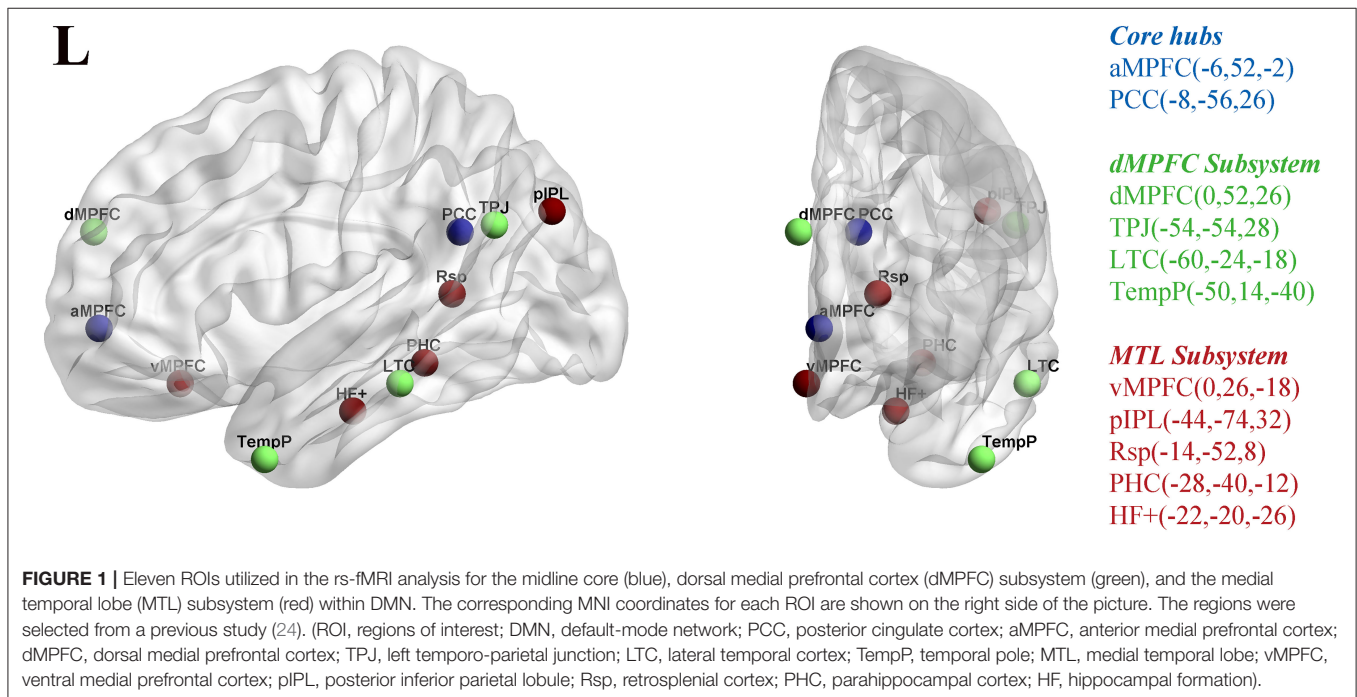 L
dMPFC
PCC
TPJ
pIPL
Rsp
aMPFC
vMPFC
PHC
LTC
HF+
TempP
dMPFC
PCC
pIPL
TPJ
Rsp
aMPFC
vMPFC
PHC
LTC
HF+
TempP
Core hubs
aMPFC(-6,52,-2)
PCC(-8,-56,26)
dMPFC Subsystem
dMPFC(0,52,26)
TPJ(-54,-54,28)
LTC(-60,-24,-18)
TempP(-50,14,-40)
MTL Subsystem
vMPFC(0,26,-18)
pIPL(-44,-74,32)
Rsp(-14,-52,8)
PHC(-28,-40,-12)
HF+(-22,-20,-26)
FIGURE 1 | Eleven ROIs utilized in the rs-fMRI analysis for the midline core (blue), dorsal medial prefrontal cortex (dMPFC) subsystem (green), and the medial
temporal lobe (MTL) subsystem (red) within DMN. The corresponding MNI coordinates for each ROI are shown on the right side of the picture. The regions were
selected from a previous study (24). (ROI, regions of interest; DMN, default-mode network; PCC, posterior cingulate cortex; aMPFC, anterior medial prefrontal cortex;
dMPFC, dorsal medial prefrontal cortex; TPJ, left temporo-parietal junction; LTC, lateral temporal cortex; TempP, temporal pole; MTL, medial temporal lobe; vMPFC,
ventral medial prefrontal cortex; pIPL, posterior inferior parietal lobule; Rsp, retrosplenial cortex; PHC, parahippocampal cortex; HF, hippocampal formation).